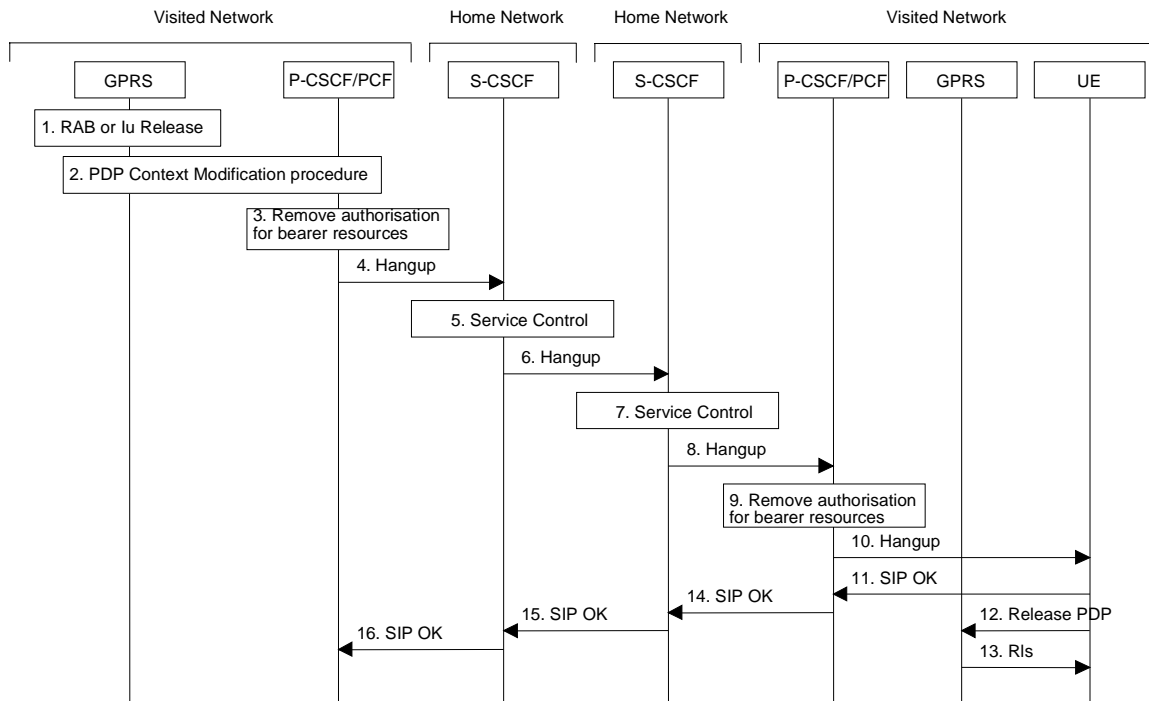 Visited Network
Home Network
Home Network
Visited Network
GPRS
P-CSCF/PCF
S-CSCF
S-CSCF
P-CSCF/PCF
GPRS
UE
1. RAB or Iu Release
2. PDP Context Modification procedure
3. Remove authorisation
for bearer resources
4. Hangup
5. Service Control
6. Hangup
7. Service Control
8. Hangup
9. Remove authorisation
for bearer resources
10. Hangup
11. SIP OK
14. SIP OK
15. SIP OK
12. Release PDP
16. SIP OK
13. Rls